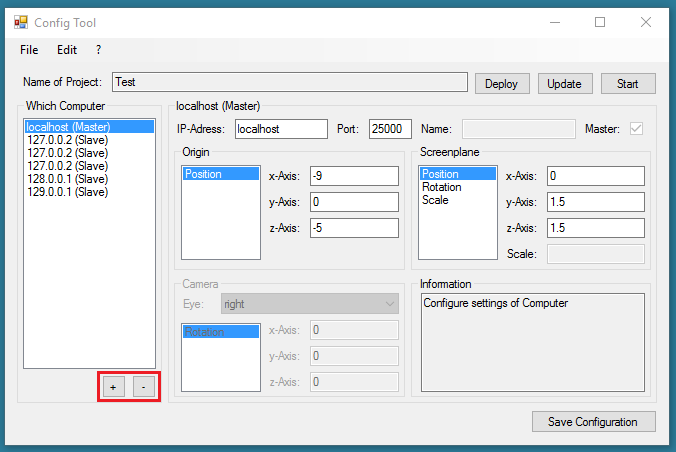 Config Tool
File Edit ?
Name of Project: Test Deploy Update Start
Which Computer
localhost (Master)
127.0.0.2 (Slave)
127.0.0.2 (Slave)
127.0.0.2 (Slave)
128.0.0.1 (Slave)
129.0.0.1 (Slave)
+ -
localhost (Master)
IP-Adress: localhost Port: 25000 Name: Master:
Origin
Position
x-Axis: -9
y-Axis: 0
z-Axis: -5
Screenplane
Position
Rotation
Scale
x-Axis: 0
y-Axis: 1.5
z-Axis: 1.5
Scale:
Camera
Eye: right
Rotation
x-Axis: 0
y-Axis: 0
z-Axis: 0
Information
Configure settings of Computer
Save Configuration